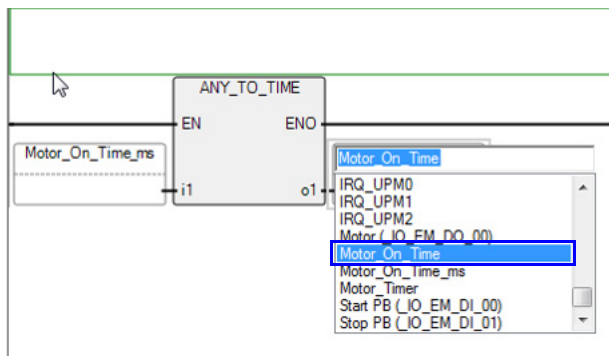 ANY_TO_TIME
EN ENO
Motor_On_Time_ms
Motor_On_Time
i1 o1
IRQ_UPM0
IRQ_UPM1
IRQ_UPM2
Motor (_IO_EM_DO_00)
Motor_On_Time
Motor_On_Time_ms
Motor_Timer
Start PB (_IO_EM_DI_00)
Stop PB (_IO_EM_DI_01)